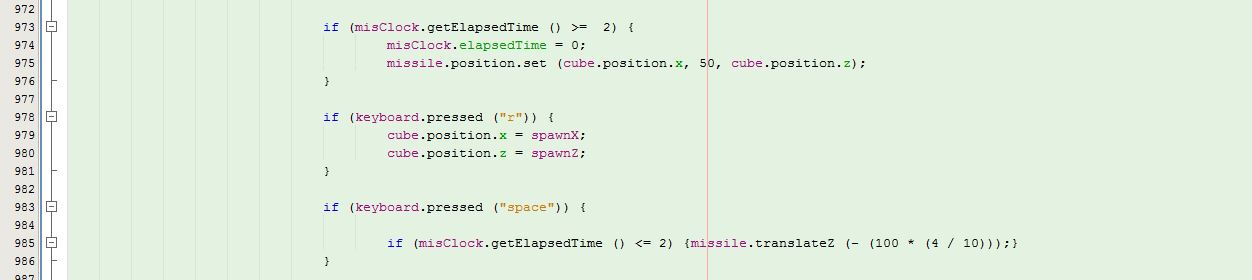 972
973 if (misClock.getElapsedTime () >=  2) {
974 misClock.elapsedTime = 0;
975 missile.position.set (cube.position.x, 50, cube.position.z);
976 }
977
978 if (keyboard.pressed ("r")) {
979 cube.position.x = spawnX;
980 cube.position.z = spawnZ;
981 }
982
983 if (keyboard.pressed ("space")) {
984
985 if (misClock.getElapsedTime () <= 2) {missile.translateZ (- (100 * (4 / 10)));}
986 }
987